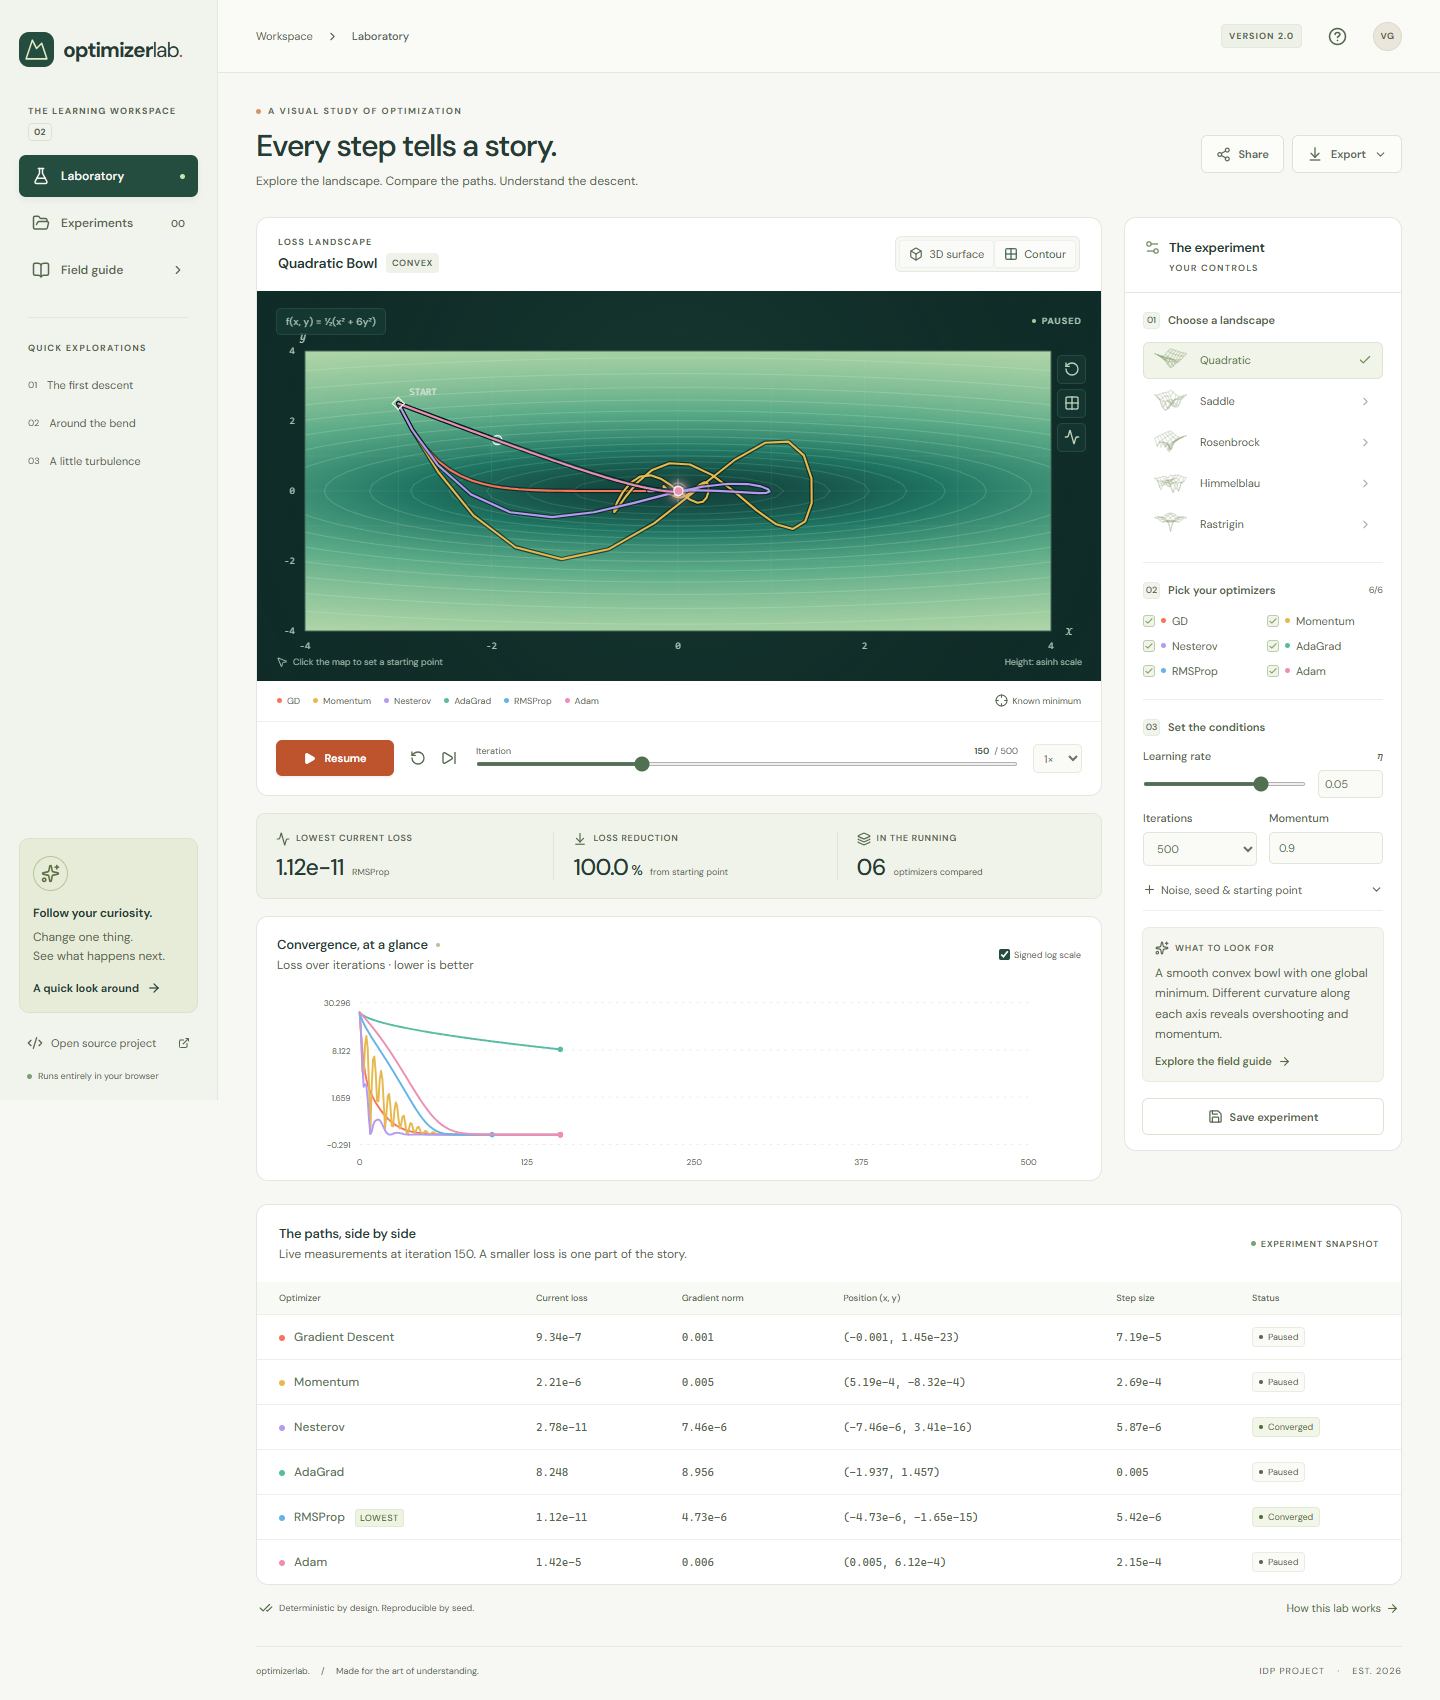 optimizerlab.
THE LEARNING WORKSPACE
02
Laboratory
Experiments 00
Field guide
QUICK EXPLORATIONS
01 The first descent
02 Around the bend
03 A little turbulence
Follow your curiosity.
Change one thing.
See what happens next.
A quick look around
Open source project
Runs entirely in your browser
Workspace > Laboratory
VERSION 2.0
VG
A VISUAL STUDY OF OPTIMIZATION
Every step tells a story.
Explore the landscape. Compare the paths. Understand the descent.
Share
Export
LOSS LANDSCAPE
Quadratic Bowl CONVEX
3D surface
Contour
f(x, y) = ½(x² + 6y²)
PAUSED
y
4
2
0
-2
-4
START
-4 -2 0 2 4
x
Click the map to set a starting point
Height: asinh scale
GD Momentum Nesterov AdaGrad RMSProp Adam
Known minimum
Resume
Iteration
150 / 500
1×
LOWEST CURRENT LOSS
1.12e-11 RMSProp
LOSS REDUCTION
100.0 % from starting point
IN THE RUNNING
06 optimizers compared
Convergence, at a glance
Loss over iterations · lower is better
Signed log scale
30.296
8.122
1.659
−0.291
0 125 250 375 500
The experiment
YOUR CONTROLS
01 Choose a landscape
Quadratic
Saddle
Rosenbrock
Himmelblau
Rastrigin
02 Pick your optimizers 6/6
GD Momentum
Nesterov AdaGrad
RMSProp Adam
03 Set the conditions
Learning rate η
0.05
Iterations Momentum
500 0.9
Noise, seed & starting point
WHAT TO LOOK FOR
A smooth convex bowl with one global
minimum. Different curvature along
each axis reveals overshooting and
momentum.
Explore the field guide
Save experiment
The paths, side by side
Live measurements at iteration 150. A smaller loss is one part of the story.
EXPERIMENT SNAPSHOT
Optimizer Current loss Gradient norm Position (x, y) Step size Status
Gradient Descent 9.34e-7 0.001 (−0.001, 1.45e-23) 7.19e-5 Paused
Momentum 2.21e-6 0.005 (5.19e-4, −8.32e-4) 2.69e-4 Paused
Nesterov 2.78e-11 7.46e-6 (−7.46e-6, 3.41e-16) 5.87e-6 Converged
AdaGrad 8.248 8.956 (−1.937, 1.457) 0.005 Paused
RMSProp LOWEST 1.12e-11 4.73e-6 (−4.73e-6, −1.65e-15) 5.42e-6 Converged
Adam 1.42e-5 0.006 (0.005, 6.12e-4) 2.15e-4 Paused
Deterministic by design. Reproducible by seed.
How this lab works
optimizerlab. / Made for the art of understanding.
IDP PROJECT · EST. 2026